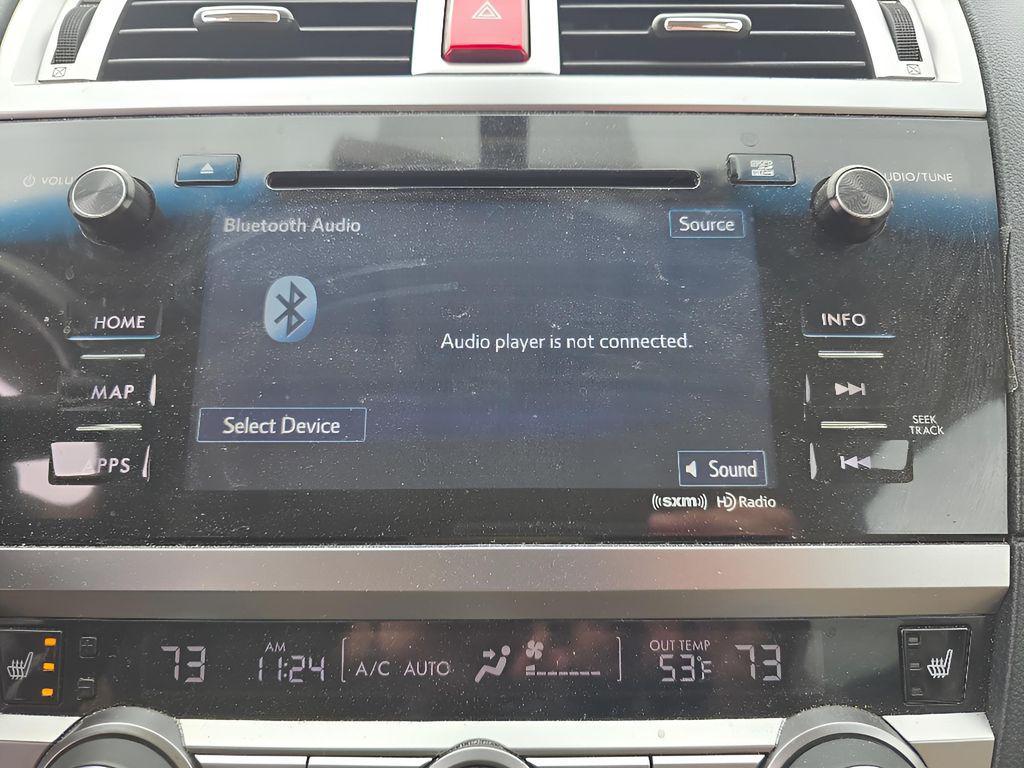 VOLU
UDIO/TUNE
Bluetooth Audio
Source
HOME
INFO
Audio player is not connected.
MAP
Select Device
SEEK
TRACK
APPS
Sound
((sxm)) HD Radio
73
AM
11:24
A/C AUTO
OUT TEMP
53°F
73